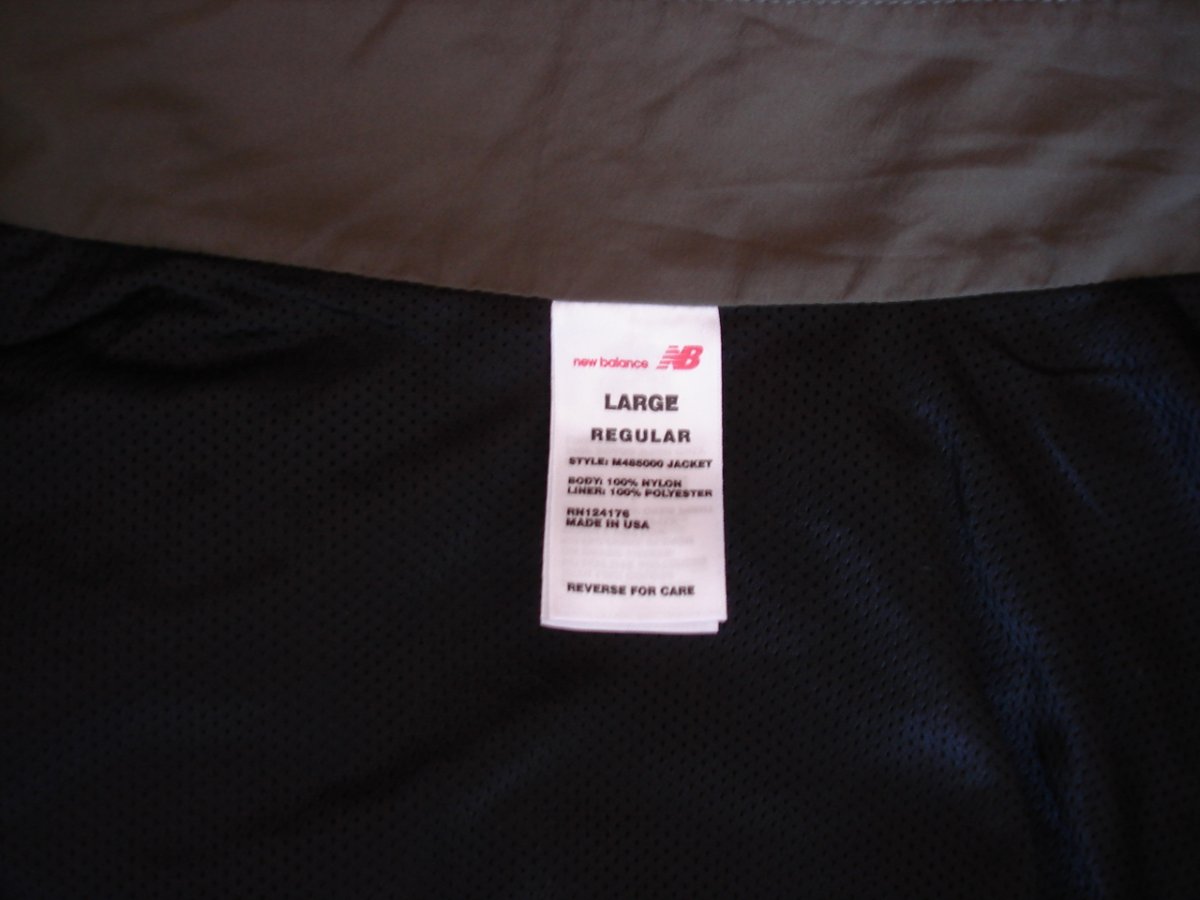 new balance NB
LARGE
REGULAR
STYLE: M485000 JACKET
BODY: 100% NYLON
LINER: 100% POLYESTER
RN124176
MADE IN USA
REVERSE FOR CARE